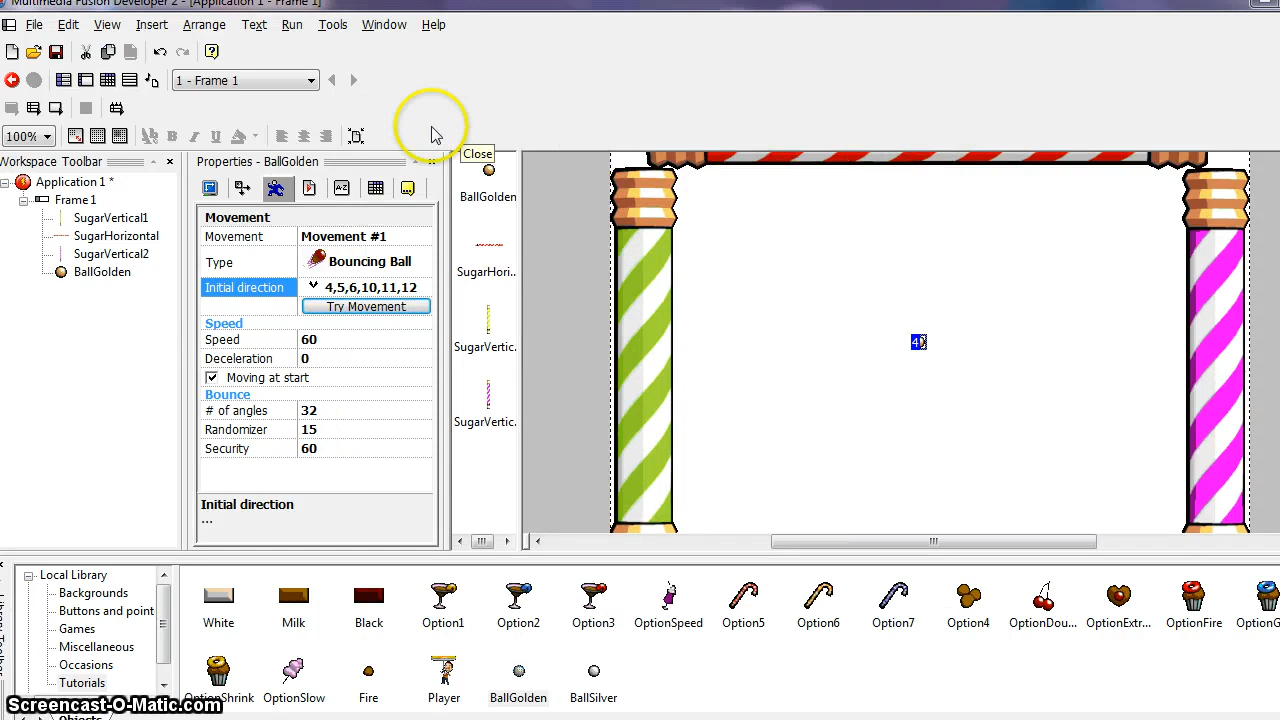 Multimedia Fusion Developer 2 - [Application 1 - Frame 1]
File Edit View Insert Arrange Text Run Tools Window Help
1 - Frame 1
100%
B I U A
Workspace Toolbar
Properties - BallGolden
Close
Application 1 *
Frame 1
SugarVertical1
SugarHorizontal
SugarVertical2
BallGolden
Movement
Movement Movement #1
Type Bouncing Ball
Initial direction 4,5,6,10,11,12
Try Movement
Speed
Speed 60
Deceleration 0
Moving at start
Bounce
# of angles 32
Randomizer 15
Security 60
Initial direction
...
BallGolden
SugarHori...
SugarVertic...
SugarVertic...
Local Library
Backgrounds
Buttons and point
Games
Miscellaneous
Occasions
Tutorials
White Milk Black Option1 Option2 Option3 OptionSpeed Option5 Option6 Option7 Option4 OptionDou... OptionExtr... OptionFire OptionG
OptionShrink OptionSlow Fire Player BallGolden BallSilver
Objects
Screencast-O-Matic.com